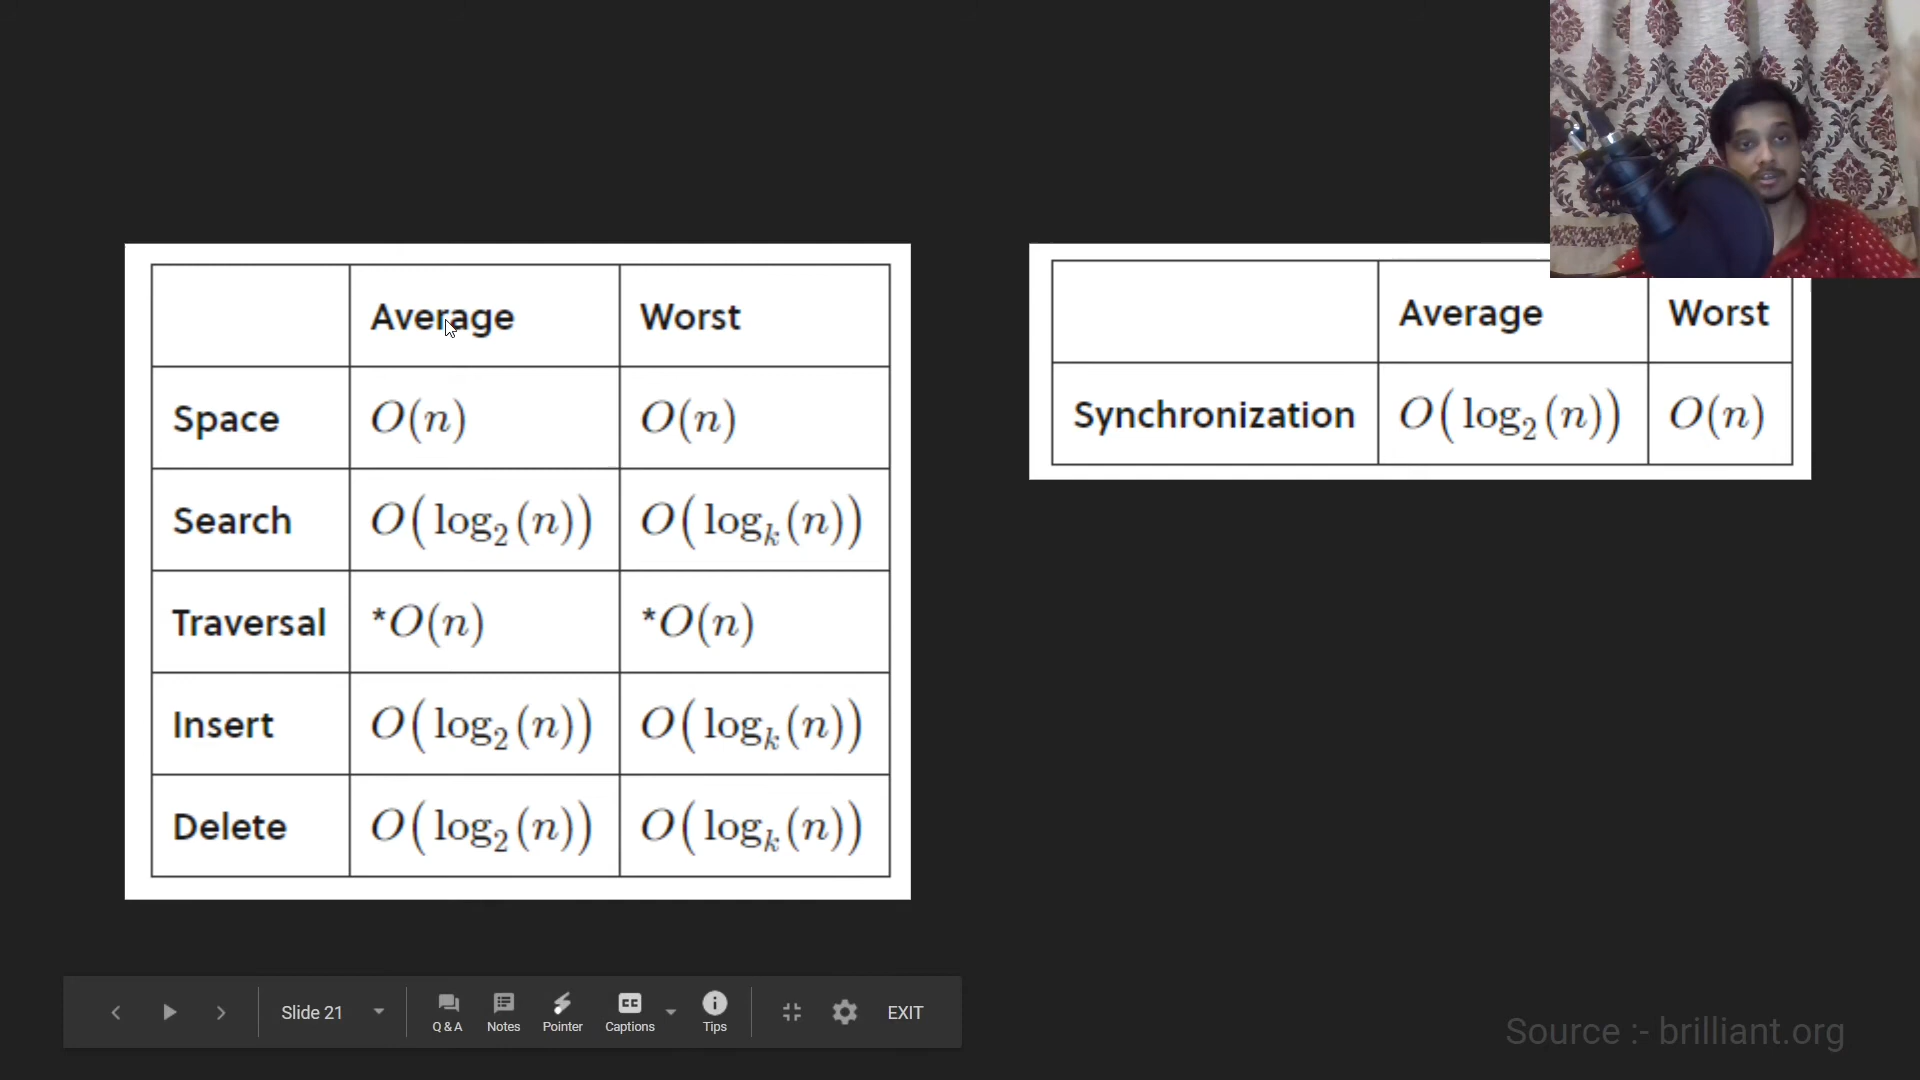 Average Worst
Space O(n) O(n)
Search O(log₂(n)) O(logₖ(n))
Traversal *O(n) *O(n)
Insert O(log₂(n)) O(logₖ(n))
Delete O(log₂(n)) O(logₖ(n))
Average Worst
Synchronization O(log₂(n)) O(n)
Slide 21
Q & A
Notes
Pointer
CC
Captions
Tips
EXIT
Source :- brilliant.org